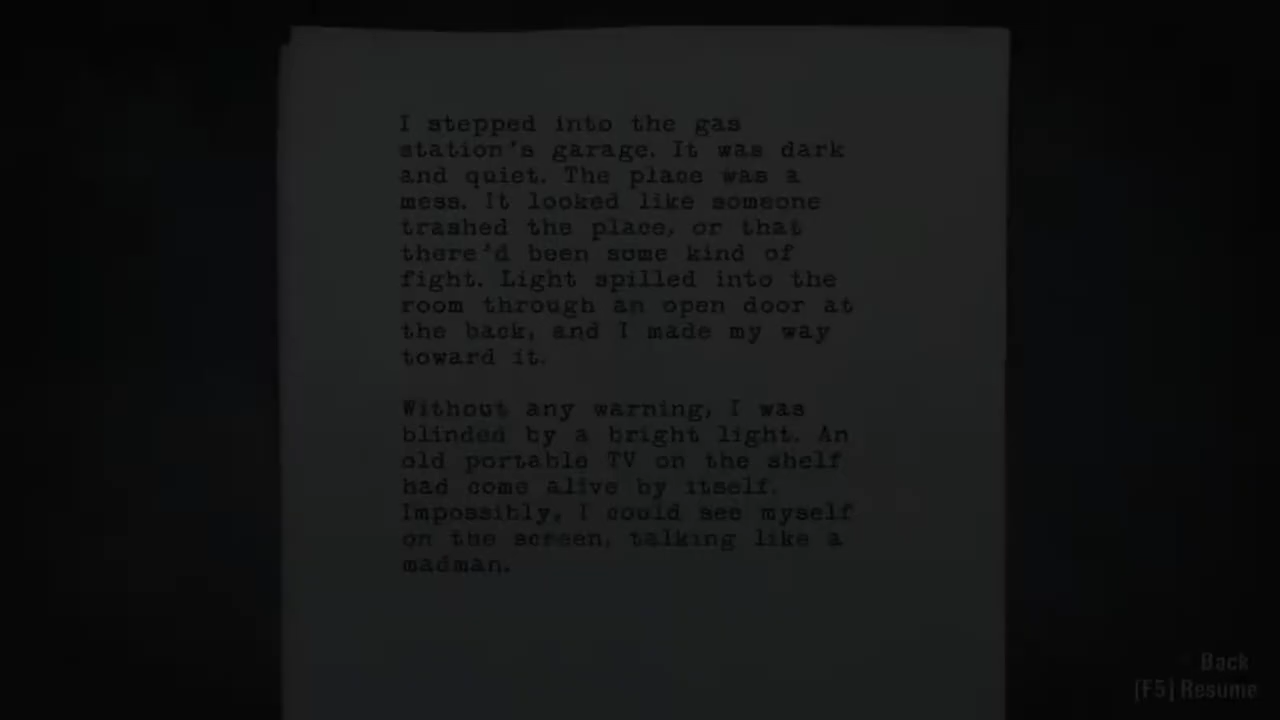 I stepped into the gas
station's garage. It was dark
and quiet. The place was a
mess. It looked like someone
trashed the place, or that
there'd been some kind of
fight. Light spilled into the
room through an open door at
the back, and I made my way
toward it.
Without any warning, I was
blinded by a bright light. An
old portable TV on the shelf
had come alive by itself.
Impossibly, I could see myself
on the screen, talking like a
madman.
Back
[F5] Resume